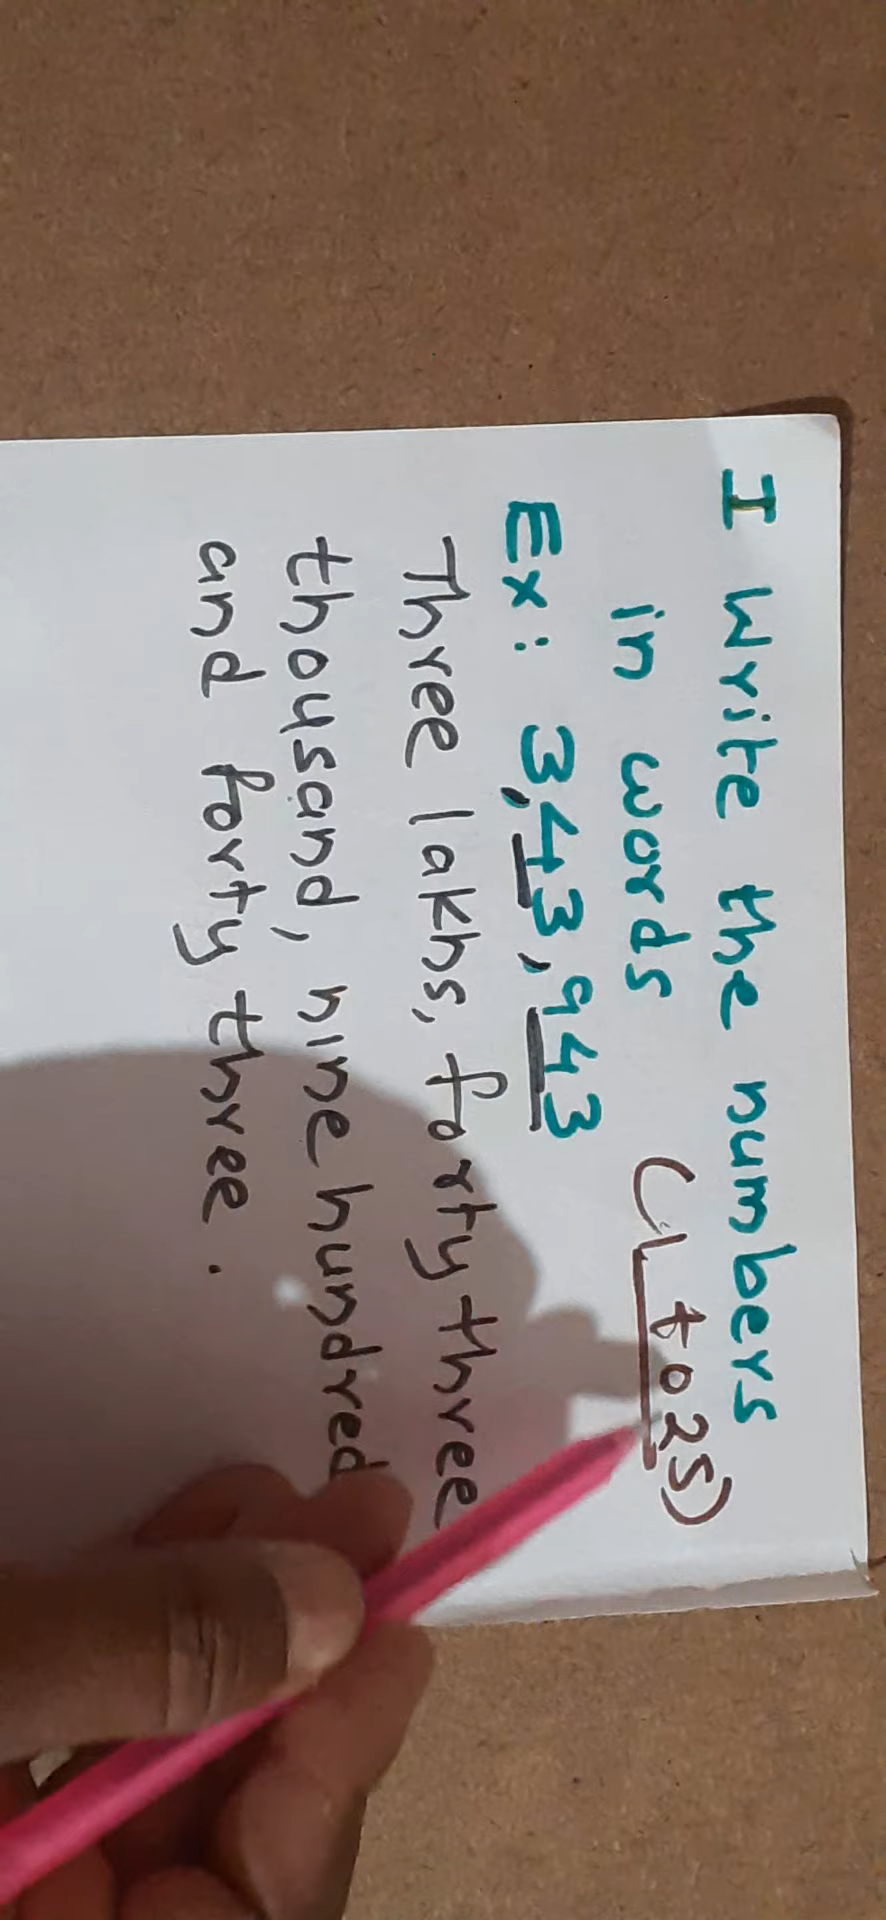 I Write the numbers
in words (1 to 25)
Ex: 3,43,943
Three lakhs, forty three
thousand, nine hundred
and forty three.